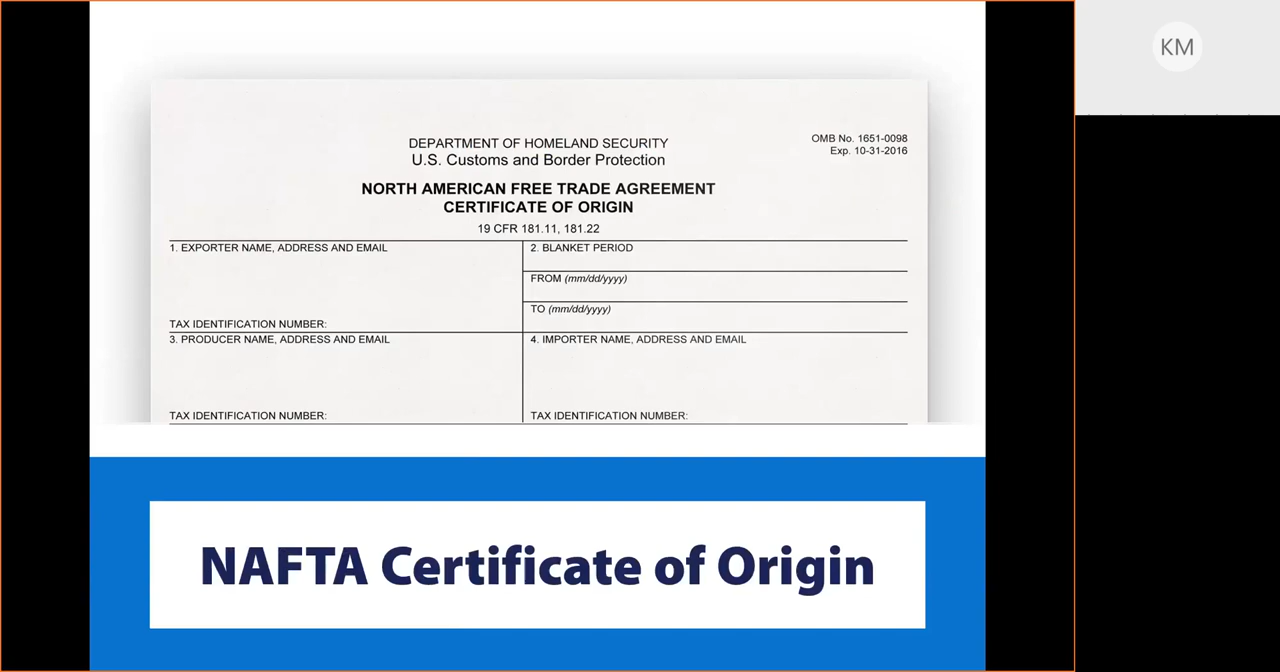 DEPARTMENT OF HOMELAND SECURITY
U.S. Customs and Border Protection
OMB No. 1651-0098
Exp. 10-31-2016
NORTH AMERICAN FREE TRADE AGREEMENT
CERTIFICATE OF ORIGIN
19 CFR 181.11, 181.22
1. EXPORTER NAME, ADDRESS AND EMAIL
TAX IDENTIFICATION NUMBER:
2. BLANKET PERIOD
FROM (mm/dd/yyyy)
TO (mm/dd/yyyy)
3. PRODUCER NAME, ADDRESS AND EMAIL
TAX IDENTIFICATION NUMBER:
4. IMPORTER NAME, ADDRESS AND EMAIL
TAX IDENTIFICATION NUMBER:
NAFTA Certificate of Origin
KM